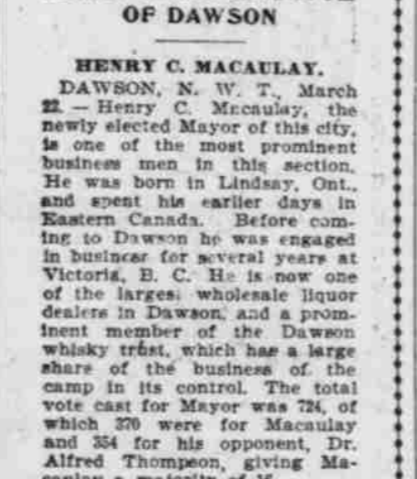 OF DAWSON
HENRY C. MACAULAY.
DAWSON, N. W. T., March
22. — Henry C. Mecaulay, the
newly elected Mayor of this city,
is one of the most prominent
business men in this section.
He was born in Lindsay, Ont.,
and spent his earlier days in
Eastern Canada. Before com-
ing to Dawson he was engaged
in business for several years at
Victoria, B. C. He is now one
of the largest wholesale liquor
dealers in Dawson, and a prom-
inent member of the Dawson
whisky trust, which has a large
share of the business of the
camp in its control. The total
vote cast for Mayor was 724, of
which 370 were for Macaulay
and 354 for his opponent, Dr.
Alfred Thompson, giving Ma-